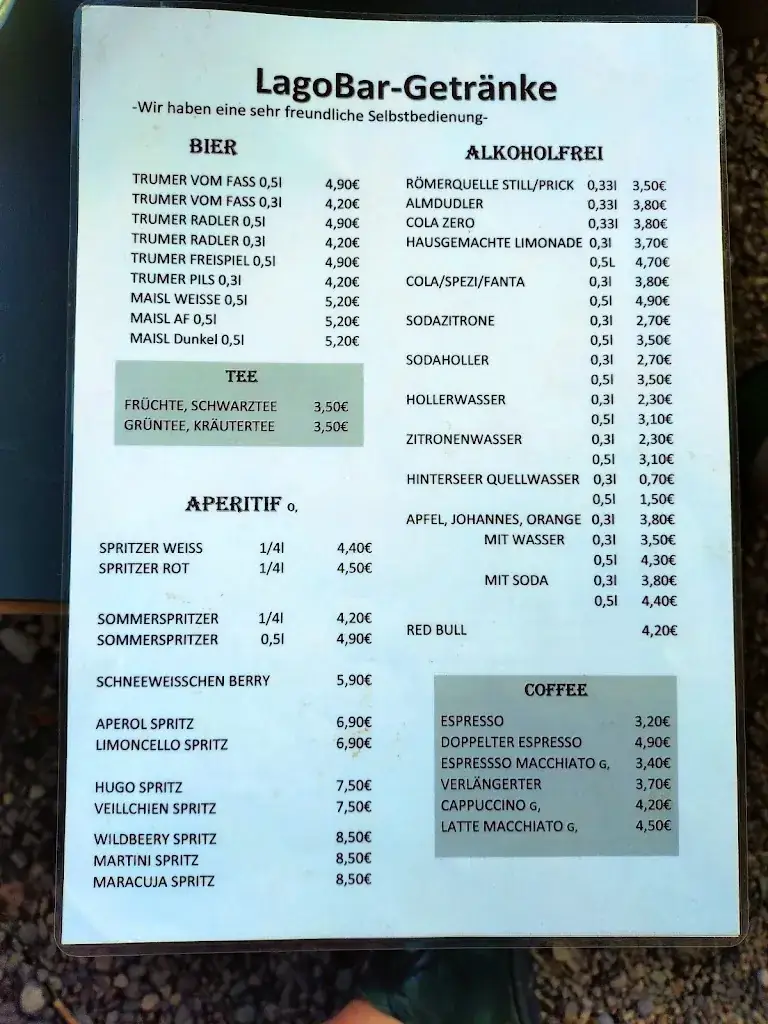 LagoBar-Getränke
-Wir haben eine sehr freundliche Selbstbedienung-
BIER
TRUMER VOM FASS 0,5l 4,90€
TRUMER VOM FASS 0,3l 4,20€
TRUMER RADLER 0,5l 4,90€
TRUMER RADLER 0,3l 4,20€
TRUMER FREISPIEL 0,5l 4,90€
TRUMER PILS 0,3l 4,20€
MAISL WEISSE 0,5l 5,20€
MAISL AF 0,5l 5,20€
MAISL Dunkel 0,5l 5,20€
TEE
FRÜCHTE, SCHWARZTEE 3,50€
GRÜNTEE, KRÄUTERTEE 3,50€
APERITIF O,
SPRITZER WEISS 1/4l 4,40€
SPRITZER ROT 1/4l 4,50€
SOMMERSPRITZER 1/4l 4,20€
SOMMERSPRITZER 0,5l 4,90€
SCHNEEWEISSCHEN BERRY 5,90€
APEROL SPRITZ 6,90€
LIMONCELLO SPRITZ 6,90€
HUGO SPRITZ 7,50€
VEILLCHIEN SPRITZ 7,50€
WILDBEERY SPRITZ 8,50€
MARTINI SPRITZ 8,50€
MARACUJA SPRITZ 8,50€
ALKOHOLFREI
RÖMERQUELLE STILL/PRICK 0,33l 3,50€
ALMDUDLER 0,33l 3,80€
COLA ZERO 0,33l 3,80€
HAUSGEMACHTE LIMONADE 0,3l 3,70€
0,5L 4,70€
COLA/SPEZI/FANTA 0,3l 3,80€
0,5l 4,90€
SODAZITRONE 0,3l 2,70€
0,5l 3,50€
SODAHOLLER 0,3l 2,70€
0,5l 3,50€
HOLLERWASSER 0,3l 2,30€
0,5l 3,10€
ZITRONENWASSER 0,3l 2,30€
0,5l 3,10€
HINTERSEER QUELLWASSER 0,3l 0,70€
0,5l 1,50€
APFEL, JOHANNES, ORANGE 0,3l 3,80€
MIT WASSER 0,3l 3,50€
0,5l 4,30€
MIT SODA 0,3l 3,80€
0,5l 4,40€
RED BULL 4,20€
COFFEE
ESPRESSO 3,20€
DOPPELTER ESPRESSO 4,90€
ESPRESSSO MACCHIATO G, 3,40€
VERLÄNGERTER 3,70€
CAPPUCCINO G, 4,20€
LATTE MACCHIATO G, 4,50€